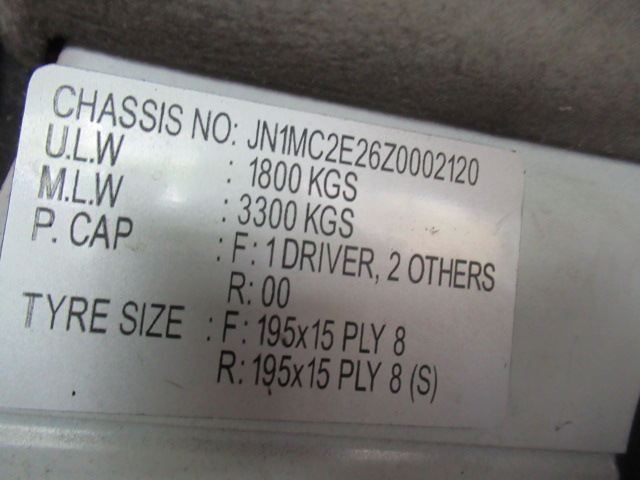 CHASSIS NO: JN1MC2E26Z0002120
U.L.W : 1800 KGS
M.L.W : 3300 KGS
P. CAP : F: 1 DRIVER, 2 OTHERS
R: 00
TYRE SIZE : F: 195x15 PLY 8
R: 195x15 PLY 8 (S)